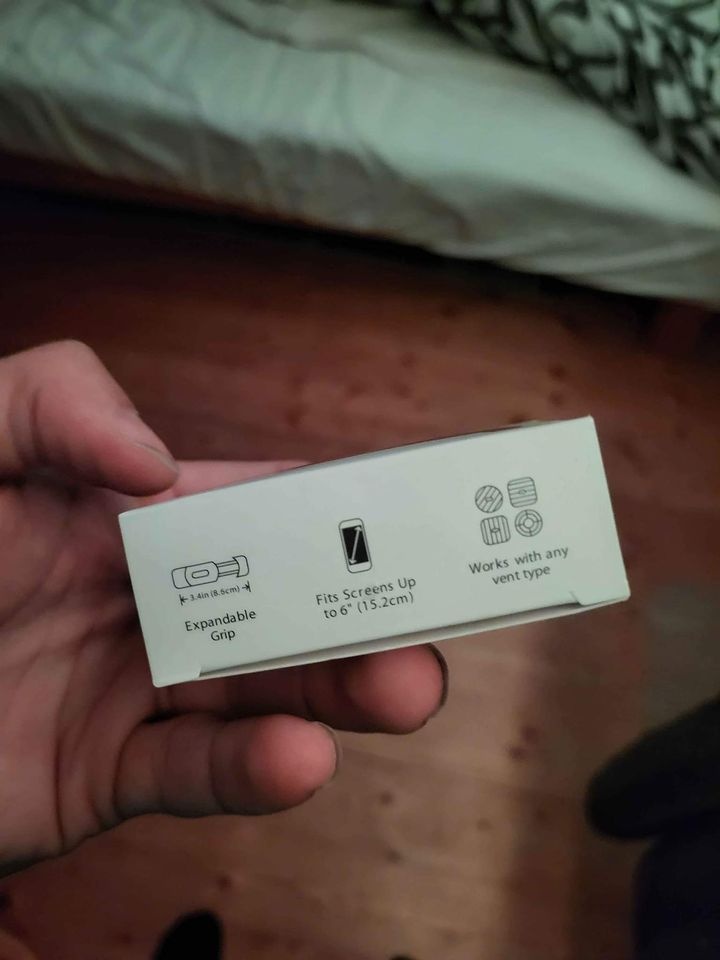 3.4in (8.6cm)
Expandable
Grip
Fits Screens Up
to 6" (15.2cm)
Works with any
vent type